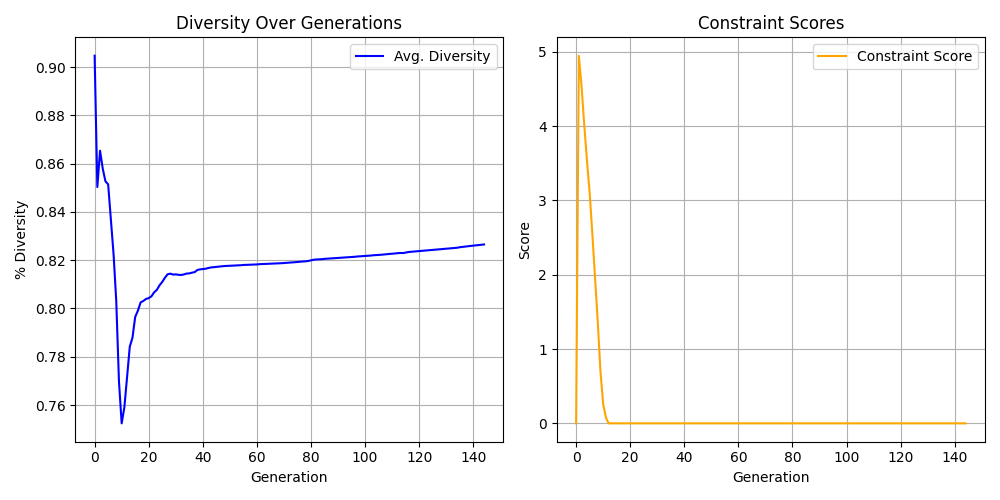 Diversity Over Generations
Avg. Diversity
% Diversity
0.90
0.88
0.86
0.84
0.82
0.80
0.78
0.76
0 20 40 60 80 100 120 140
Generation
Constraint Scores
Constraint Score
Score
5
4
3
2
1
0
0 20 40 60 80 100 120 140
Generation